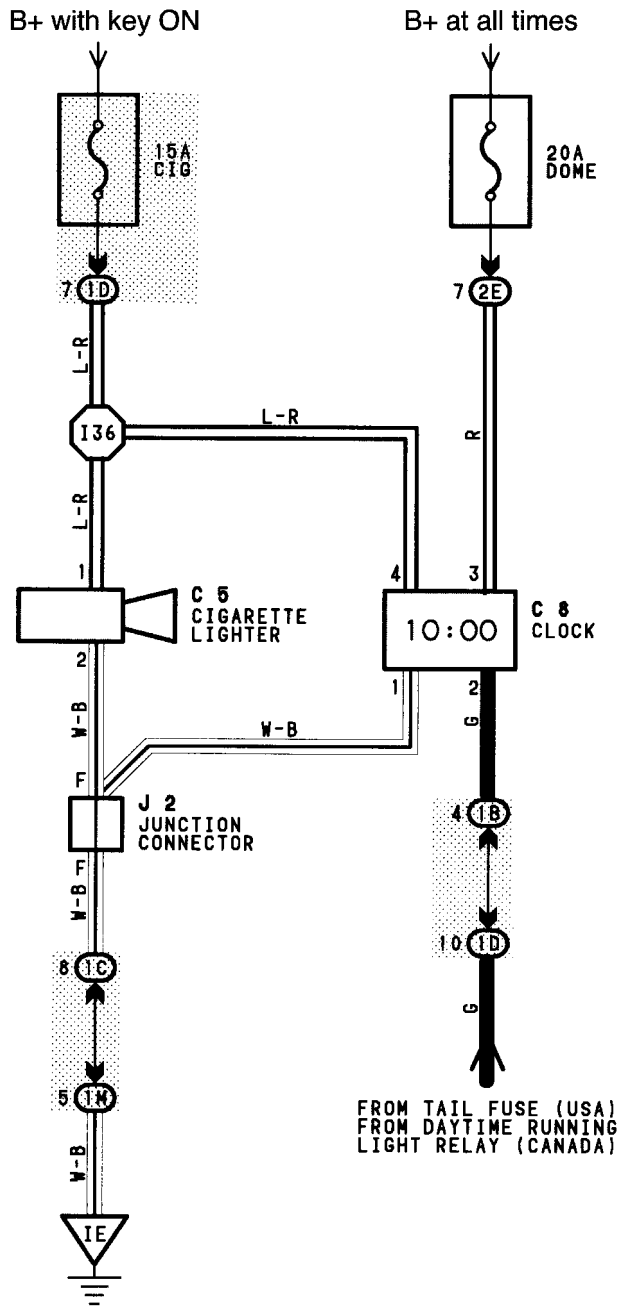 B+ with key ON
B+ at all times
15A
CIG
20A
DOME
7 1D
7 2E
L-R
I36
L-R
R
L-R
1
4
3
C 5
CIGARETTE
LIGHTER
10:00
C 8
CLOCK
2
1
2
W-B
G
W-B
F
J 2
JUNCTION
CONNECTOR
4 1B
F
W-B
10 1D
8 1C
G
5 1M
FROM TAIL FUSE (USA)
FROM DAYTIME RUNNING
LIGHT RELAY (CANADA)
W-B
IE